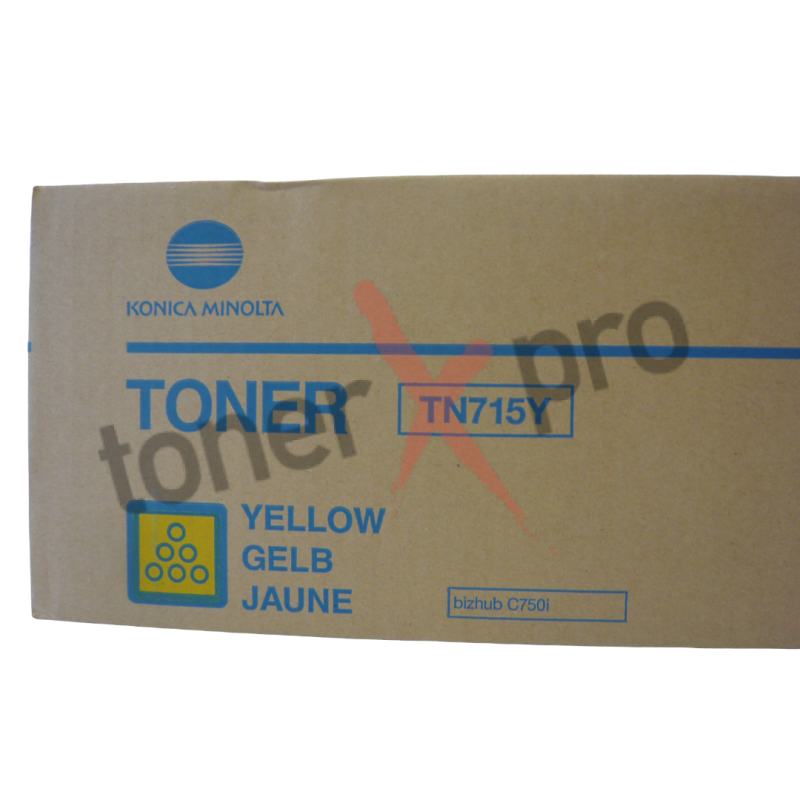 KONICA MINOLTA
TONER TN715Y
tonerXpro
YELLOW
GELB
JAUNE
bizhub C750i